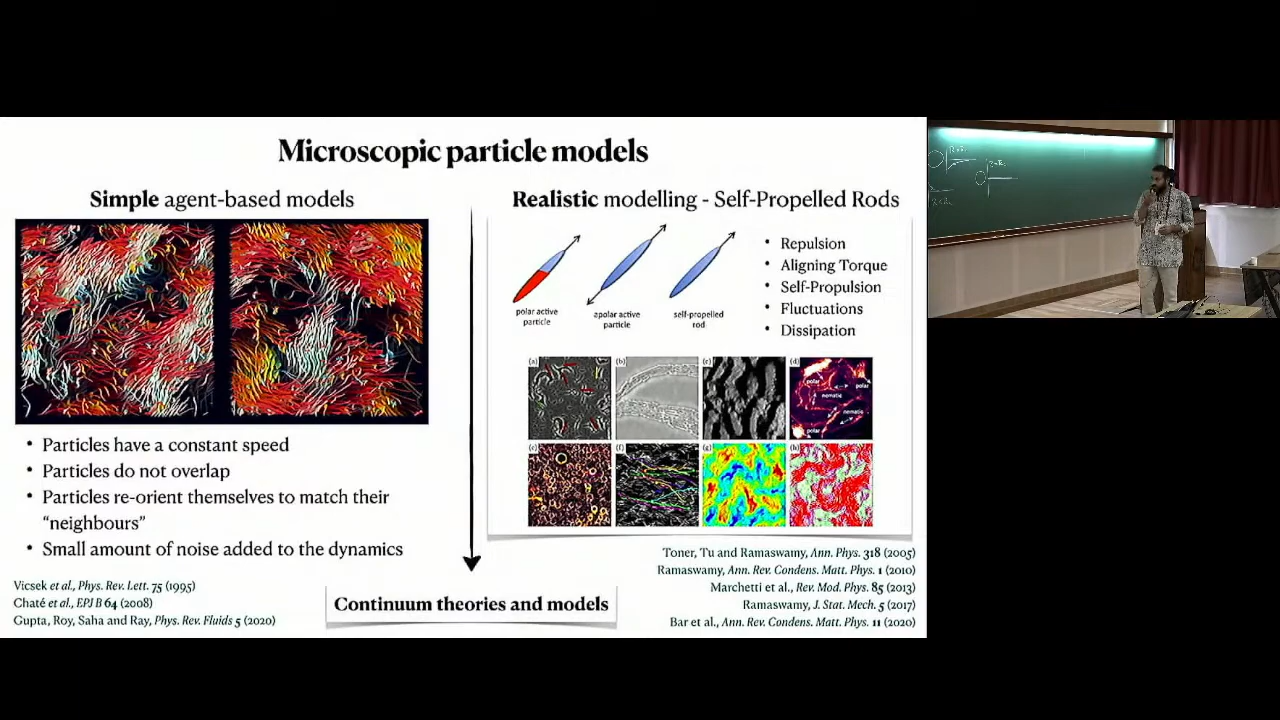 Microscopic particle models
Simple agent-based models
Particles have a constant speed
Particles do not overlap
Particles re-orient themselves to match their
“neighbours”
Small amount of noise added to the dynamics
Vicsek et al., Phys. Rev. Lett. 75 (1995)
Chaté et al., EPJ B 64 (2008)
Gupta, Roy, Saha and Ray, Phys. Rev. Fluids 5 (2020)
Realistic modelling - Self-Propelled Rods
polar active
particle
apolar active
particle
self-propelled
rod
Repulsion
Aligning Torque
Self-Propulsion
Fluctuations
Dissipation
(a) (b) (c) (d)
polar
polar
nematic
nematic
polar
(e) (f) (g) (h)
Toner, Tu and Ramaswamy, Ann. Phys. 318 (2005)
Ramaswamy, Ann. Rev. Condens. Matt. Phys. 1 (2010)
Marchetti et al., Rev. Mod. Phys. 85 (2013)
Ramaswamy, J. Stat. Mech. 5 (2017)
Bar et al., Ann. Rev. Condens. Matt. Phys. 11 (2020)
Continuum theories and models